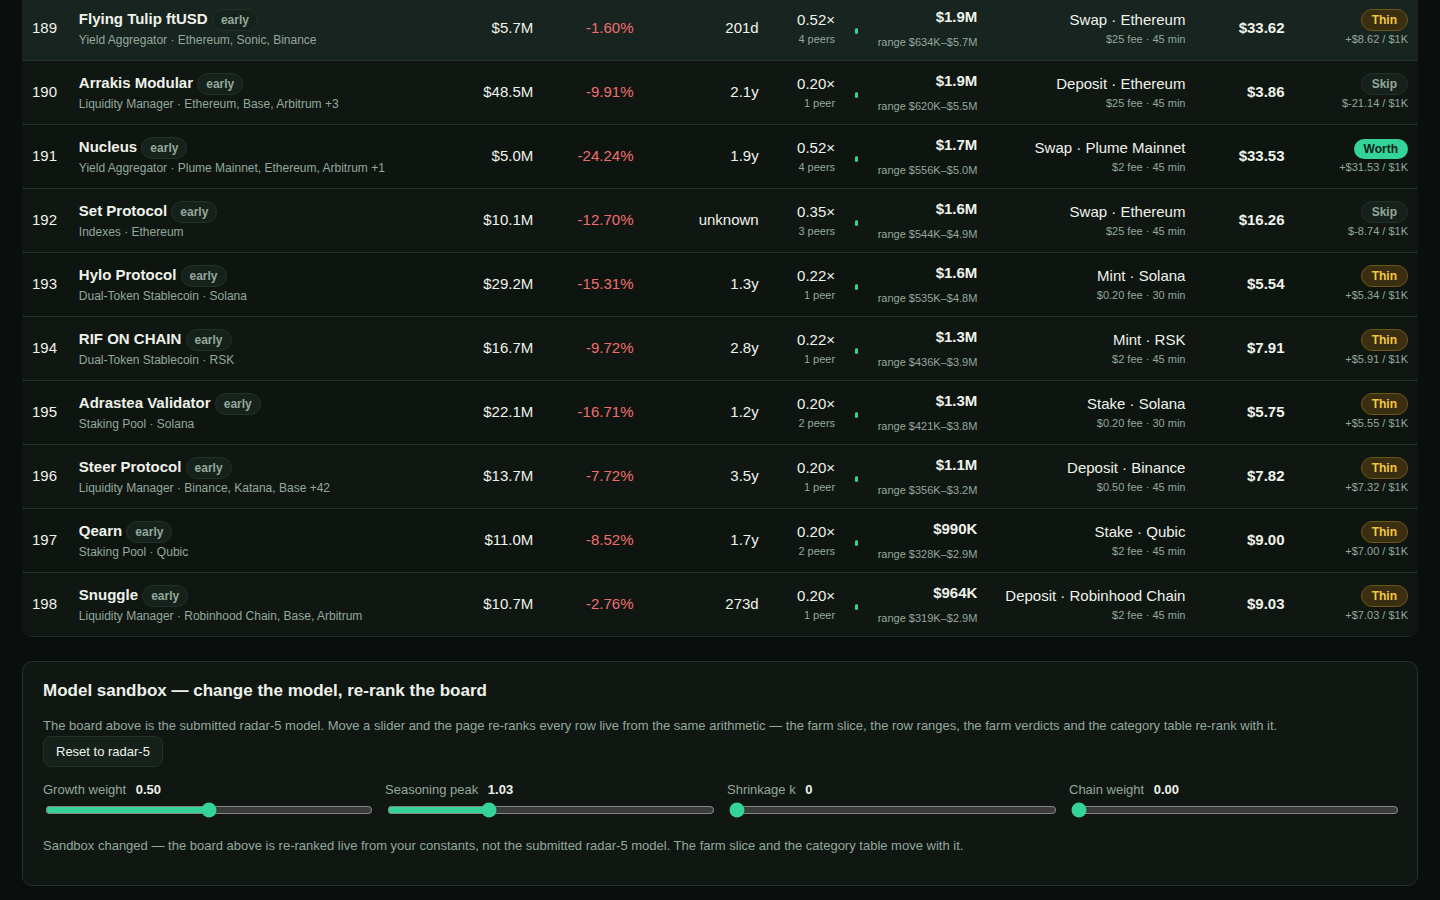 189 Flying Tulip ftUSD early $5.7M -1.60% 201d 0.52× $1.9M Swap · Ethereum $33.62 Thin
Yield Aggregator · Ethereum, Sonic, Binance 4 peers range $634K–$5.7M $25 fee · 45 min +$8.62 / $1K
190 Arrakis Modular early $48.5M -9.91% 2.1y 0.20× $1.9M Deposit · Ethereum $3.86 Skip
Liquidity Manager · Ethereum, Base, Arbitrum +3 1 peer range $620K–$5.5M $25 fee · 45 min $-21.14 / $1K
191 Nucleus early $5.0M -24.24% 1.9y 0.52× $1.7M Swap · Plume Mainnet $33.53 Worth
Yield Aggregator · Plume Mainnet, Ethereum, Arbitrum +1 4 peers range $556K–$5.0M $2 fee · 45 min +$31.53 / $1K
192 Set Protocol early $10.1M -12.70% unknown 0.35× $1.6M Swap · Ethereum $16.26 Skip
Indexes · Ethereum 3 peers range $544K–$4.9M $25 fee · 45 min $-8.74 / $1K
193 Hylo Protocol early $29.2M -15.31% 1.3y 0.22× $1.6M Mint · Solana $5.54 Thin
Dual-Token Stablecoin · Solana 1 peer range $535K–$4.8M $0.20 fee · 30 min +$5.34 / $1K
194 RIF ON CHAIN early $16.7M -9.72% 2.8y 0.22× $1.3M Mint · RSK $7.91 Thin
Dual-Token Stablecoin · RSK 1 peer range $436K–$3.9M $2 fee · 45 min +$5.91 / $1K
195 Adrastea Validator early $22.1M -16.71% 1.2y 0.20× $1.3M Stake · Solana $5.75 Thin
Staking Pool · Solana 2 peers range $421K–$3.8M $0.20 fee · 30 min +$5.55 / $1K
196 Steer Protocol early $13.7M -7.72% 3.5y 0.20× $1.1M Deposit · Binance $7.82 Thin
Liquidity Manager · Binance, Katana, Base +42 1 peer range $356K–$3.2M $0.50 fee · 45 min +$7.32 / $1K
197 Qearn early $11.0M -8.52% 1.7y 0.20× $990K Stake · Qubic $9.00 Thin
Staking Pool · Qubic 2 peers range $328K–$2.9M $2 fee · 45 min +$7.00 / $1K
198 Snuggle early $10.7M -2.76% 273d 0.20× $964K Deposit · Robinhood Chain $9.03 Thin
Liquidity Manager · Robinhood Chain, Base, Arbitrum 1 peer range $319K–$2.9M $2 fee · 45 min +$7.03 / $1K
Model sandbox — change the model, re-rank the board
The board above is the submitted radar-5 model. Move a slider and the page re-ranks every row live from the same arithmetic — the farm slice, the row ranges, the farm verdicts and the category table re-rank with it.
Reset to radar-5
Growth weight 0.50 Seasoning peak 1.03 Shrinkage k 0 Chain weight 0.00
Sandbox changed — the board above is re-ranked live from your constants, not the submitted radar-5 model. The farm slice and the category table move with it.